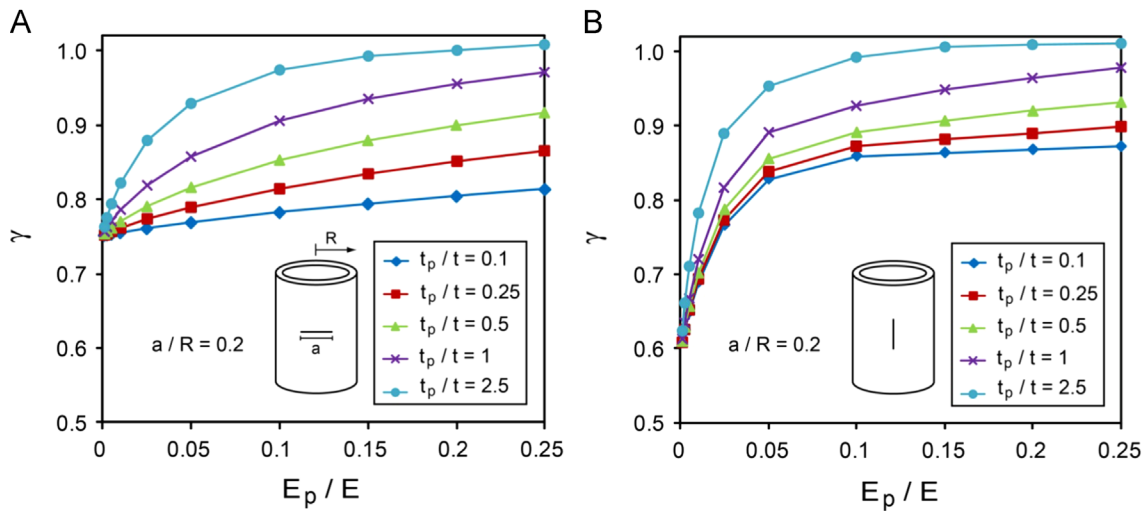 A
1.0
0.9
0.8
0.7
0.6
0.5
γ
0
0.05
0.10
0.15
0.20
0.25
E_p / E
R
a
a / R = 0.2
t_p / t = 0.1
t_p / t = 0.25
t_p / t = 0.5
t_p / t = 1
t_p / t = 2.5
B
1.0
0.9
0.8
0.7
0.6
0.5
γ
0
0.05
0.10
0.15
0.20
0.25
E_p / E
a / R = 0.2
t_p / t = 0.1
t_p / t = 0.25
t_p / t = 0.5
t_p / t = 1
t_p / t = 2.5